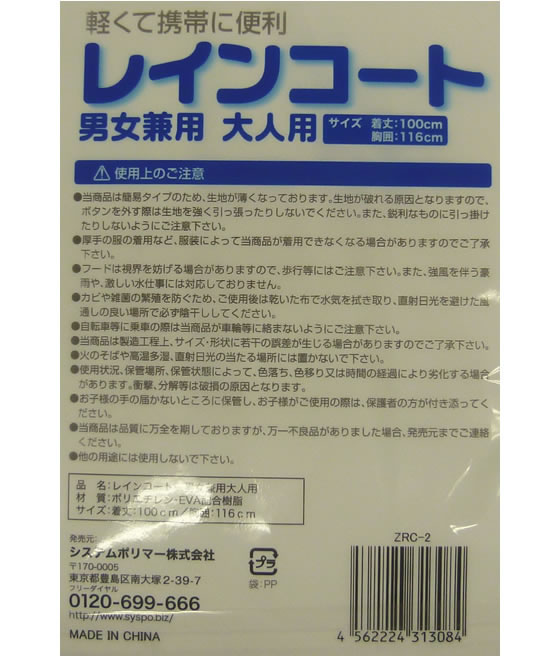 軽くて携帯に便利
レインコート
男女兼用 大人用 サイズ 着丈:100cm
胸囲:116cm
⚠使用上のご注意
●当商品は簡易タイプのため、生地が薄くなっております。生地が破れる原因となりますので、
ボタンを外す際は生地を強く引っ張ったりしないでください。また、鋭利なものに引っ掛け
たりしないようにご注意下さい。
●厚手の服の着用など、服装によって当商品が着用できなくなる場合がありますのでご了承
下さい。
●フードは視界を妨げる場合がありますので、歩行等にはご注意下さい。また、強風を伴う豪
雨や、激しい水仕事には対応しておりません。
●カビや雑菌の繁殖を防ぐため、ご使用後は乾いた布で水気を拭き取り、直射日光を避けた風
通しの良い場所で必ず陰干ししてください。
●自転車等に乗車の際は当商品が車輪等に絡まないようにご注意下さい。
●当商品は製造工程上、サイズ・形状に若干の誤差が生じる場合がありますのでご了承下さい。
●火のそばや高温多湿、直射日光の当たる場所には置かないで下さい。
●使用状況、保管場所、保管状態によって、色落ち、色移り又は時間の経過により劣化する場合
があります。衝撃、分解等は破損の原因となります。
●お子様の手の届かないところに保管し、お子様がご使用の際は、保護者の方が付き添ってく
ださい。
●当商品は品質に万全を期しておりますが、万一不良品がありました場合、発売元までご連絡
ください。
●他の用途には使用しないで下さい。
品 名:レインコート 男女兼用大人用
材 質:ポリエチレン・EVA配合樹脂
サイズ:着丈:100cm/胸囲:116cm
発売元:
システムポリマー株式会社
〒170-0005
東京都豊島区南大塚2-39-7
フリーダイヤル
0120-699-666
http://www.syspo.biz/
MADE IN CHINA
プラ
袋:PP
ZRC-2
4 562224 313084